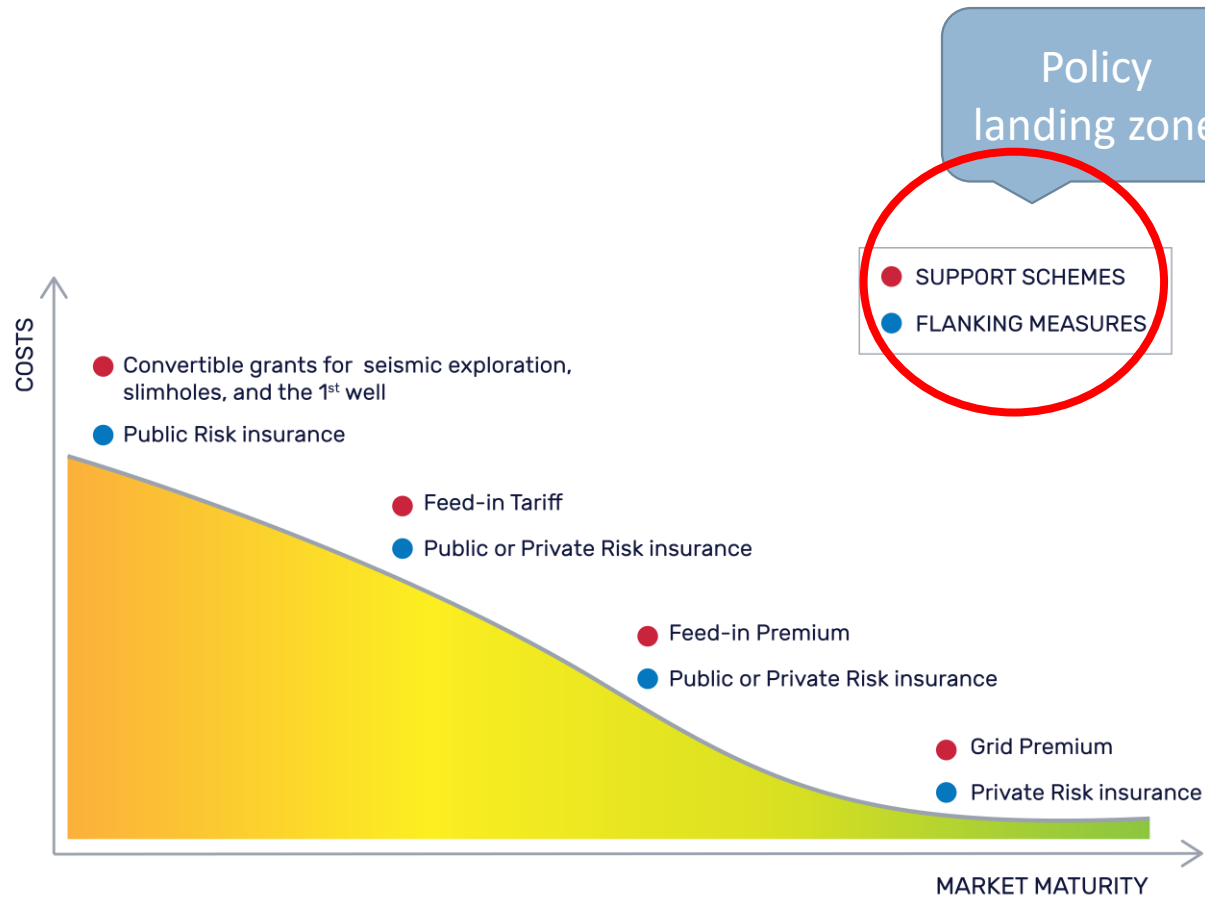 Policy
landing zone
SUPPORT SCHEMES
FLANKING MEASURES
COSTS
Convertible grants for seismic exploration,
slimholes, and the 1st well
Public Risk insurance
Feed-in Tariff
Public or Private Risk insurance
Feed-in Premium
Public or Private Risk insurance
Grid Premium
Private Risk insurance
MARKET MATURITY